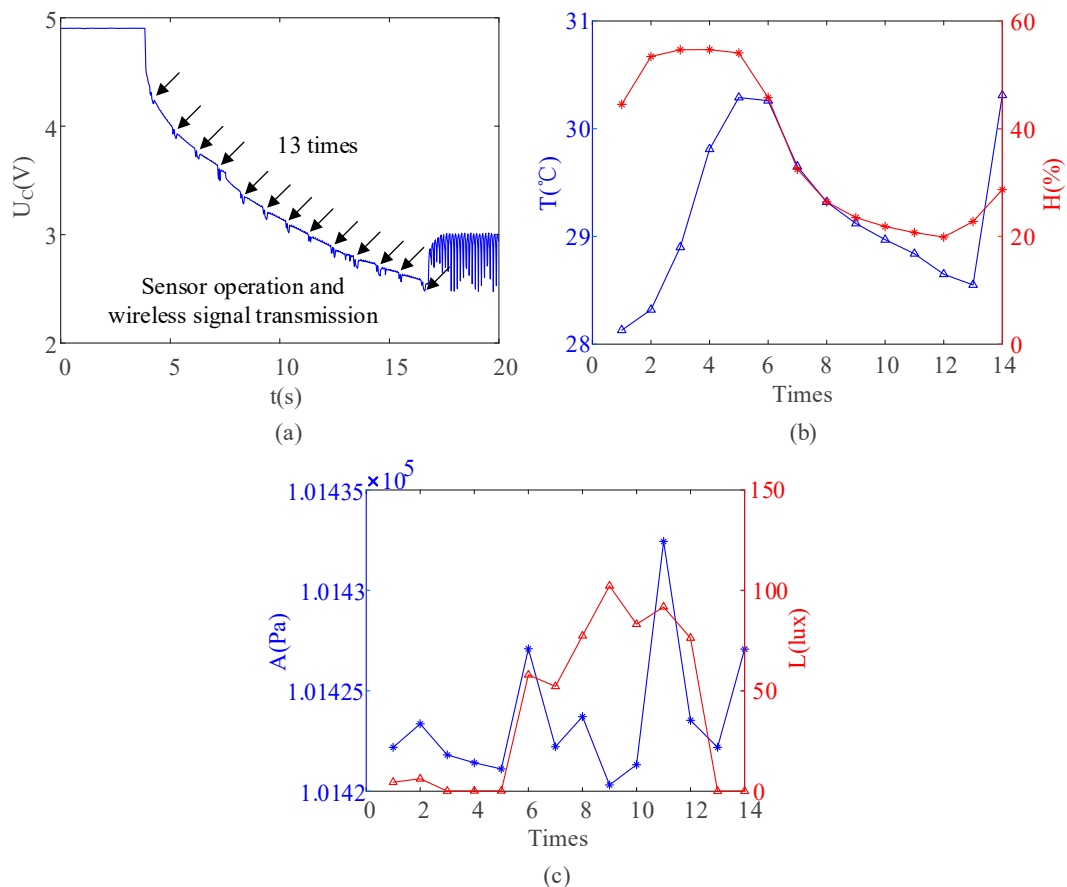 5
4
3
2
U_C(V)
13 times
Sensor operation and
wireless signal transmission
0 5 10 15 20
t(s)
(a)
31
30
29
28
T(℃)
60
40
20
0
H(%)
0 2 4 6 8 10 12 14
Times
(b)
×10^5
1.01435
1.0143
1.01425
1.0142
A(Pa)
150
100
50
0
L(lux)
0 2 4 6 8 10 12 14
Times
(c)